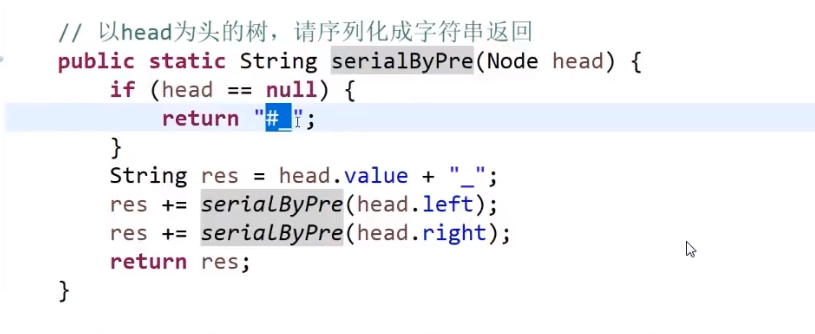 // 以head为头的树，请序列化成字符串返回
public static String serialByPre(Node head) {
if (head == null) {
return "#_";
}
String res = head.value + "_";
res += serialByPre(head.left);
res += serialByPre(head.right);
return res;
}